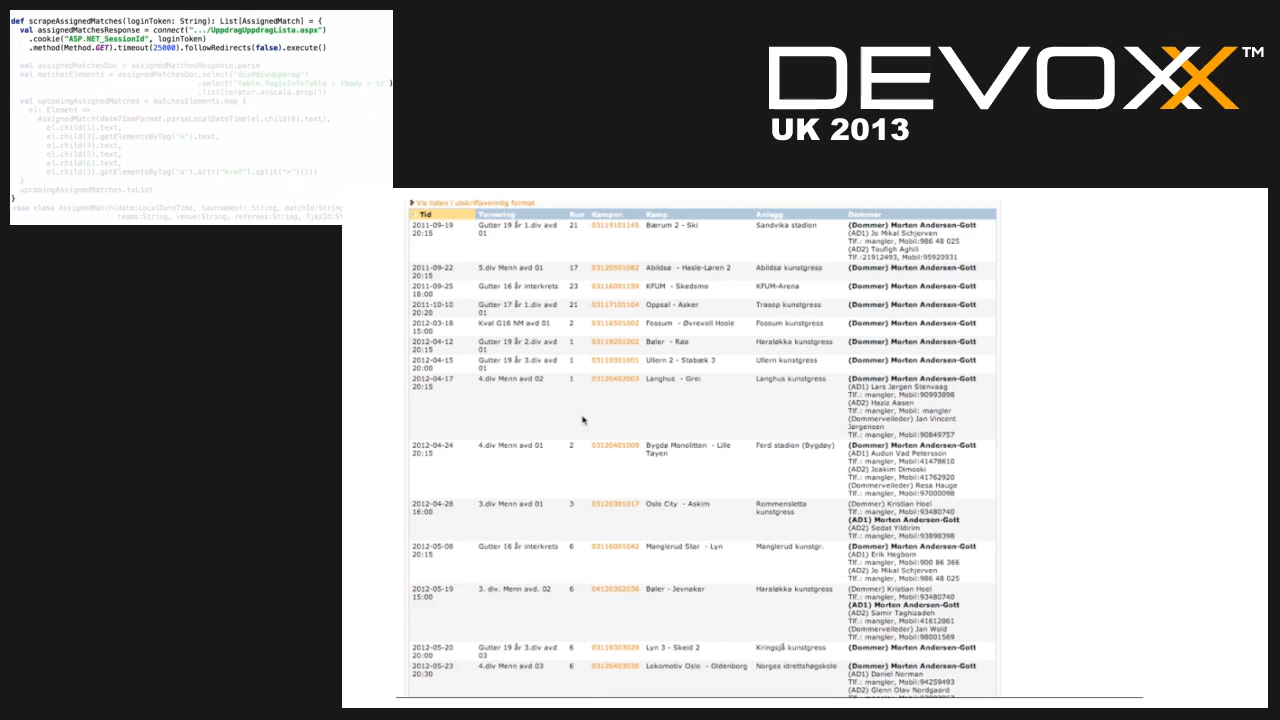 def scrapeAssignedMatches(loginToken: String): List[AssignedMatch] = {
val assignedMatchesResponse = connect(".../UppdragUppdragLista.aspx")
.cookie("ASP.NET_SessionId", loginToken)
.method(Method.GET).timeout(25000).followRedirects(false).execute()
val assignedMatchesDoc = assignedMatchesResponse.parse
val matchesElements = assignedMatchesDoc.select("div#divUppdrag")
.select("table.fogisInfoTable > tbody > tr")
.listIterator.asScala.drop(1)
val upcomingAssignedMatches = matchesElements.map {
el: Element =>
AssignedMatch(dateTimeFormat.parseLocalDateTime(el.child(0).text),
el.child(1).text,
el.child(3).getElementsByTag("a").text,
el.child(4).text,
el.child(5).text,
el.child(6).text,
el.child(3).getElementsByTag("a").attr("href").split("=")(1))
}
upcomingAssignedMatches.toList
}
case class AssignedMatch(date:LocalDateTime, tournament: String, matchId:String
teams:String, venue:String, referees:String, fiksId:St
DEVOXX™
UK 2013
Vis listen i utskriftsvennlig format
Tid Turnering Run Kampnr. Kamp Anlegg Dommer
2011-09-19 Gutter 19 år 1.div avd 21 03119101145 Bærum 2 - Ski Sandvika stadion (Dommer) Morten Andersen-Gott
20:15 01 (AD1) Jo Mikal Schjerven
Tlf.: mangler, Mobil:986 48 025
(AD2) Toufigh Aghili
Tlf.:21912493, Mobil:95920931
2011-09-22 5.div Menn avd 01 17 03120501082 Abildsø - Hasle-Løren 2 Abildsø kunstgress (Dommer) Morten Andersen-Gott
20:15
2011-09-25 Gutter 16 år interkrets 23 03116001159 KFUM - Skedsmo KFUM-Arena (Dommer) Morten Andersen-Gott
18:00
2011-10-10 Gutter 17 år 1.div avd 21 03117101104 Oppsal - Asker Trasop kunstgress (Dommer) Morten Andersen-Gott
20:20 01
2012-03-18 Kval G16 NM avd 01 2 03116501002 Fossum - Øvrevoll Hosle Fossum kunstgress (Dommer) Morten Andersen-Gott
15:00
2012-04-12 Gutter 19 år 2.div avd 1 03119201002 Bøler - Røa Haraløkka kunstgress (Dommer) Morten Andersen-Gott
20:15 01
2012-04-15 Gutter 19 år 3.div avd 1 03119301001 Ullern 2 - Stabæk 3 Ullern kunstgress (Dommer) Morten Andersen-Gott
20:00 01
2012-04-17 4.div Menn avd 02 1 03120402003 Langhus - Grei Langhus kunstgress (Dommer) Morten Andersen-Gott
20:15 (AD1) Lars Jørgen Stenvaag
Tlf.: mangler, Mobil:90993898
(AD2) Haziz Aasen
Tlf.: mangler, Mobil: mangler
(Dommerveileder) Jan Vincent
Jørgensen
Tlf.: mangler, Mobil:90849757
2012-04-24 4.div Menn avd 01 2 03120401009 Bygdø Monolitten - Lille Ferd stadion (Bygdøy) (Dommer) Morten Andersen-Gott
20:15 Tøyen (AD1) Audun Vad Petersson
Tlf.: mangler, Mobil:41478610
(AD2) Joakim Dimoski
Tlf.: mangler, Mobil:41762920
(Dommerveileder) Resa Hauge
Tlf.: mangler, Mobil:97000098
2012-04-28 3.div Menn avd 01 3 03120301017 Oslo City - Askim Rommensletta (Dommer) Kristian Hoel
16:00 kunstgress Tlf.: mangler, Mobil:93480740
(AD1) Morten Andersen-Gott
(AD2) Sedat Yildirim
Tlf.: mangler, Mobil:93898398
2012-05-08 Gutter 16 år interkrets 6 03116001042 Manglerud Star - Lyn Manglerud kunstgr. (Dommer) Morten Andersen-Gott
20:15 (AD1) Erik Hegbom
Tlf.: mangler, Mobil:900 86 366
(AD2) Jo Mikal Schjerven
Tlf.: mangler, Mobil:986 48 025
2012-05-19 3. div. Menn avd. 02 6 04120302036 Bøler - Jevnaker Haraløkka kunstgress (Dommer) Kristian Hoel
15:00 Tlf.: mangler, Mobil:93480740
(AD1) Morten Andersen-Gott
(AD2) Samir Taghizadeh
Tlf.: mangler, Mobil:41612861
(Dommerveileder) Jan Wold
Tlf.: mangler, Mobil:98001569
2012-05-20 Gutter 19 år 3.div avd 6 03119303029 Lyn 3 - Skeid 2 Kringsjå kunstgress (Dommer) Morten Andersen-Gott
20:00 03
2012-05-23 4.div Menn avd 03 6 03120403036 Lokomotiv Oslo - Oldenborg Norges idrettshøgskole (Dommer) Morten Andersen-Gott
20:30 (AD1) Daniel Norman
Tlf.: mangler, Mobil:94259493
(AD2) Glenn Olav Nordgaard